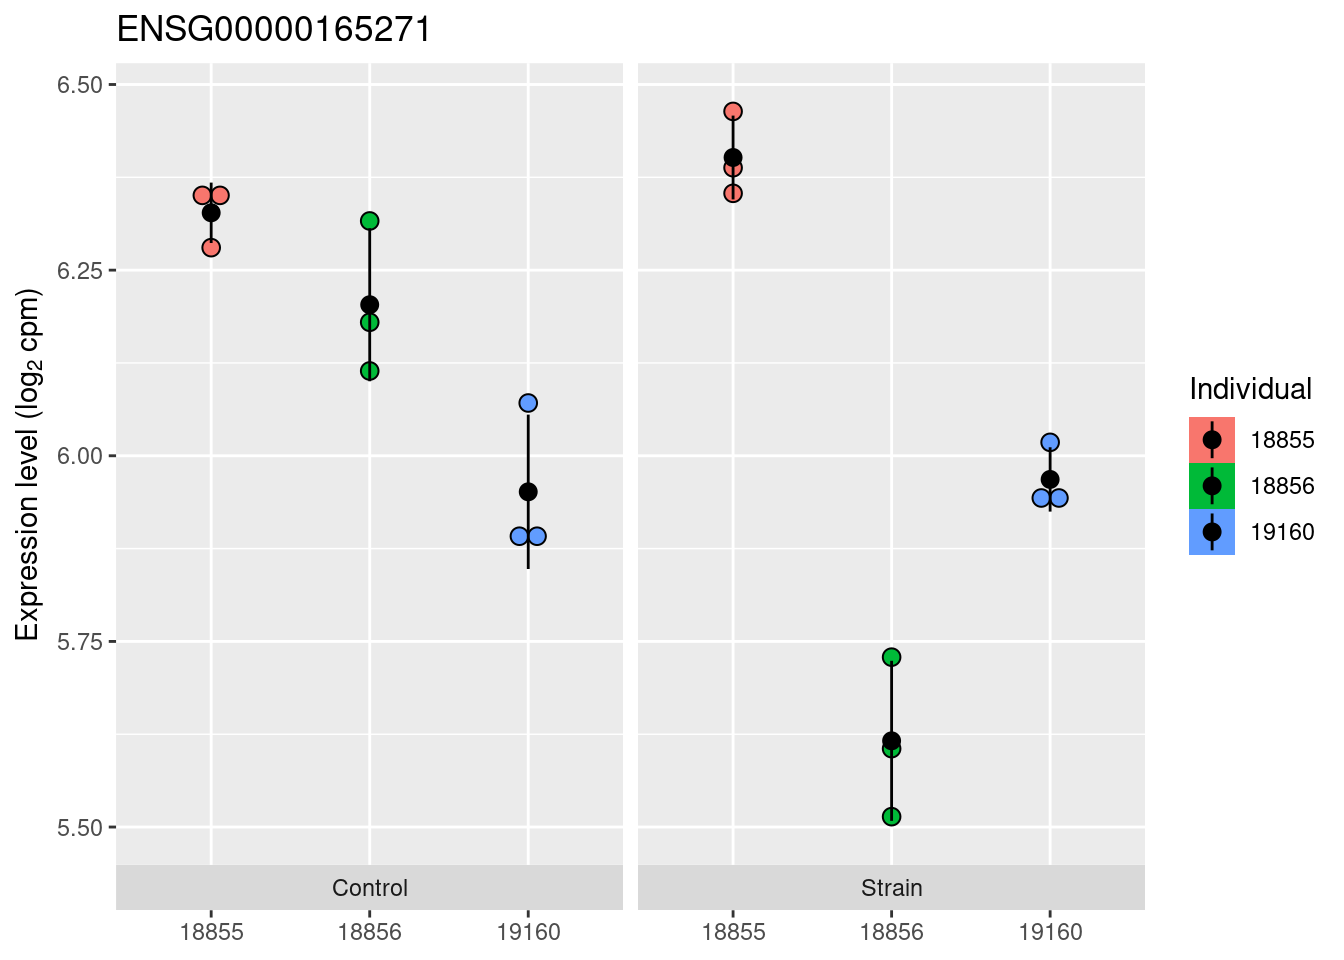 ENSG00000165271
Expression level (log₂ cpm)
6.50
6.25
6.00
5.75
5.50
Control
Strain
18855
18856
19160
18855
18856
19160
Individual
18855
18856
19160